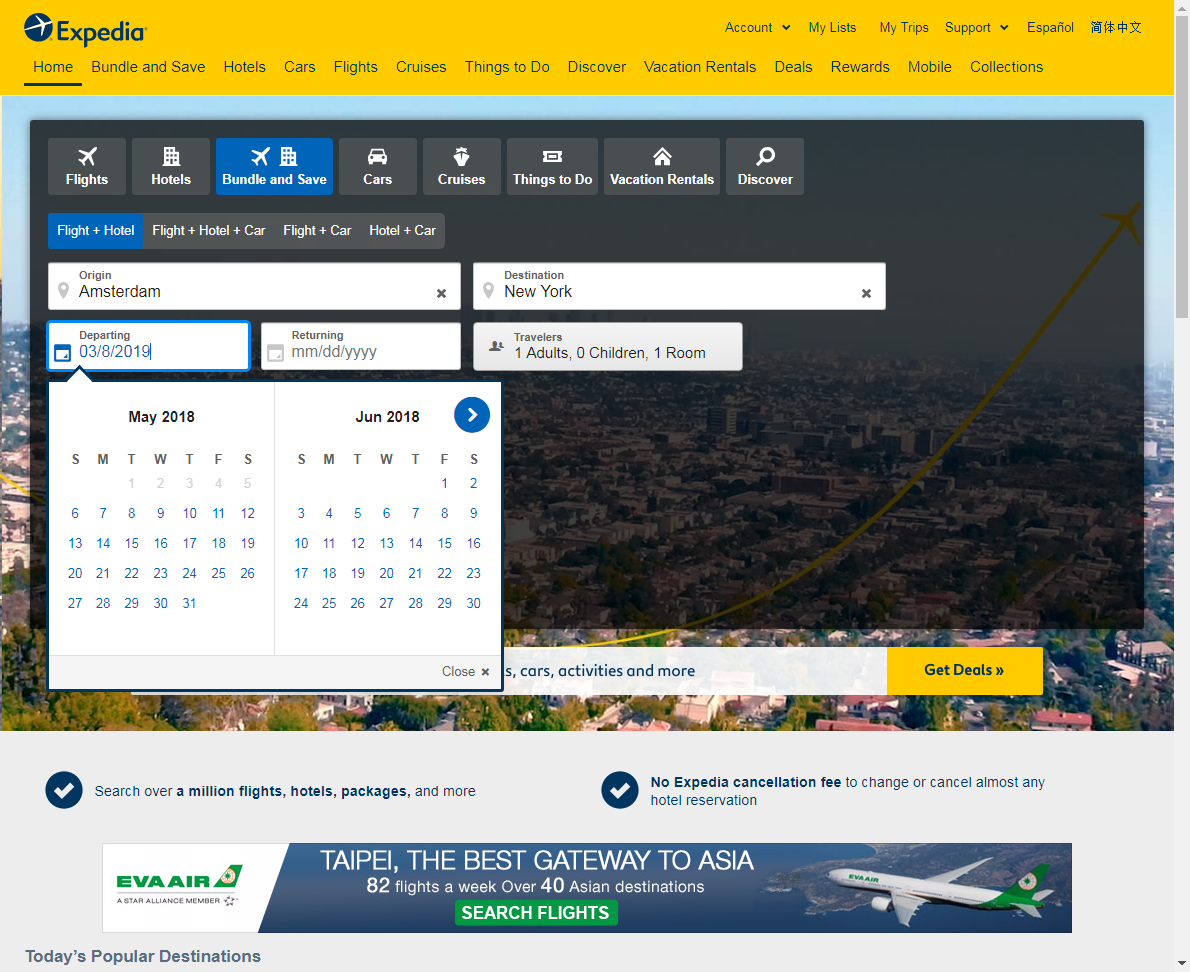 Expedia
Account My Lists My Trips Support Español 简体中文
Home Bundle and Save Hotels Cars Flights Cruises Things to Do Discover Vacation Rentals Deals Rewards Mobile Collections
Flights Hotels Bundle and Save Cars Cruises Things to Do Vacation Rentals Discover
Flight + Hotel Flight + Hotel + Car Flight + Car Hotel + Car
Origin
Amsterdam
Destination
New York
Departing
03/8/2019
Returning
mm/dd/yyyy
Travelers
1 Adults, 0 Children, 1 Room
May 2018
S M T W T F S
1 2 3 4 5
6 7 8 9 10 11 12
13 14 15 16 17 18 19
20 21 22 23 24 25 26
27 28 29 30 31
Jun 2018
S M T W T F S
1 2
3 4 5 6 7 8 9
10 11 12 13 14 15 16
17 18 19 20 21 22 23
24 25 26 27 28 29 30
Close
s, cars, activities and more
Get Deals »
Search over a million flights, hotels, packages, and more
No Expedia cancellation fee to change or cancel almost any
hotel reservation
EVA AIR
A STAR ALLIANCE MEMBER
TAIPEI, THE BEST GATEWAY TO ASIA
82 flights a week Over 40 Asian destinations
SEARCH FLIGHTS
EVA AIR
Today's Popular Destinations